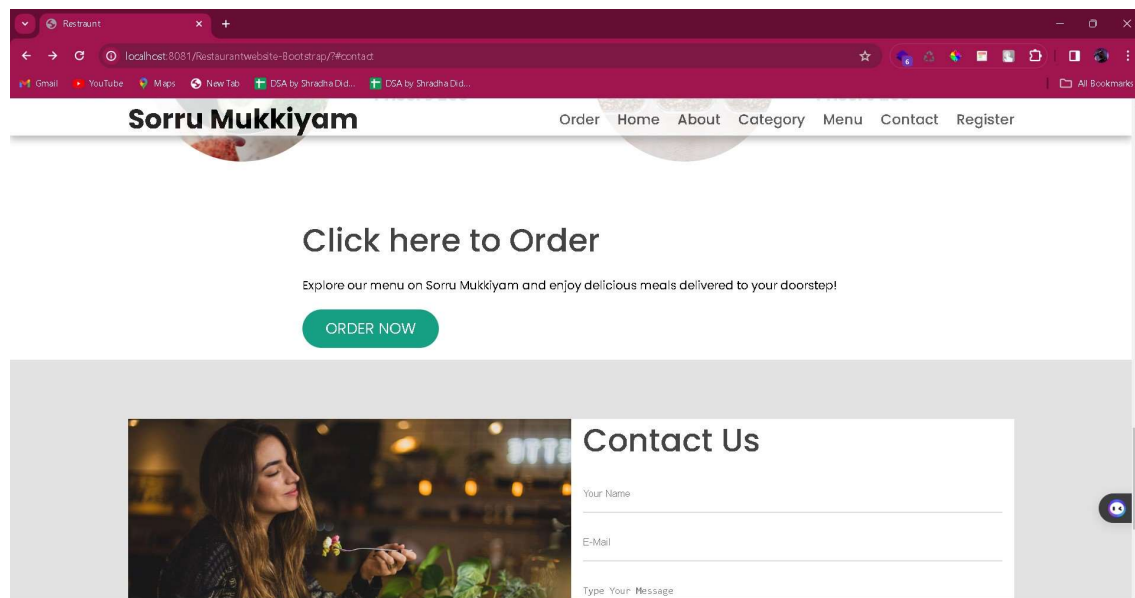 Restraunt
localhost:8081/Restaurantwebsite-Bootstrap/?#contact
6
Gmail YouTube Maps New Tab DSA by Shradha Did... DSA by Shradha Did... All Bookmarks
Sorru Mukkiyam Order Home About Category Menu Contact Register
Click here to Order
Explore our menu on Sorru Mukkiyam and enjoy delicious meals delivered to your doorstep!
ORDER NOW
Contact Us
Your Name
E-Mail
Type Your Message